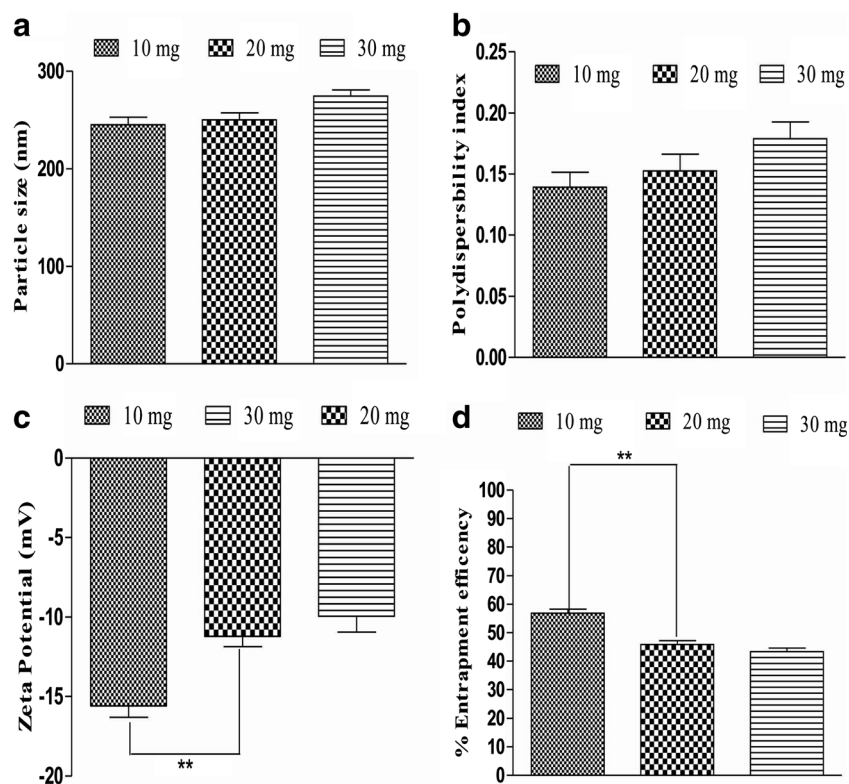 a
10 mg 20 mg 30 mg
Particle size (nm)
300
200
100
0
b
10 mg 20 mg 30 mg
Polydispersbility index
0.25
0.20
0.15
0.10
0.05
0.00
c
10 mg 30 mg 20 mg
Zeta Potential (mV)
0
-5
-10
-15
-20
**
d
10 mg 20 mg 30 mg
% Entrapment efficency
100
90
80
70
60
50
40
30
20
10
0
**